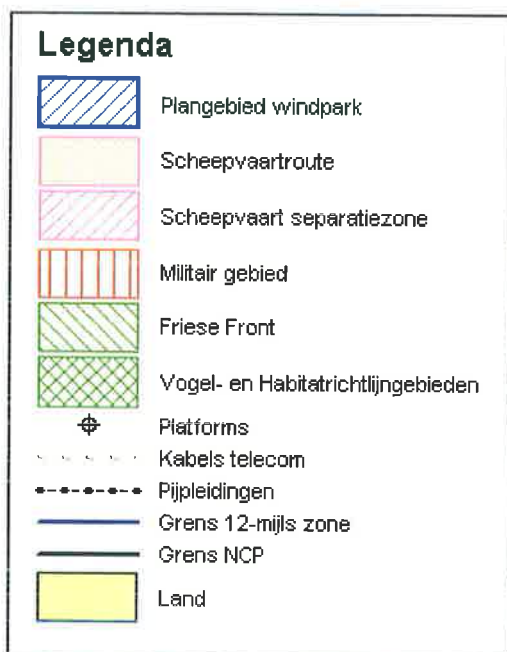 Legenda
Plangebied windpark
Scheepvaartroute
Scheepvaart separatiezone
Militair gebied
Friese Front
Vogel- en Habitatrichtlijngebieden
Platforms
Kabels telecom
Pijpleidingen
Grens 12-mijls zone
Grens NCP
Land